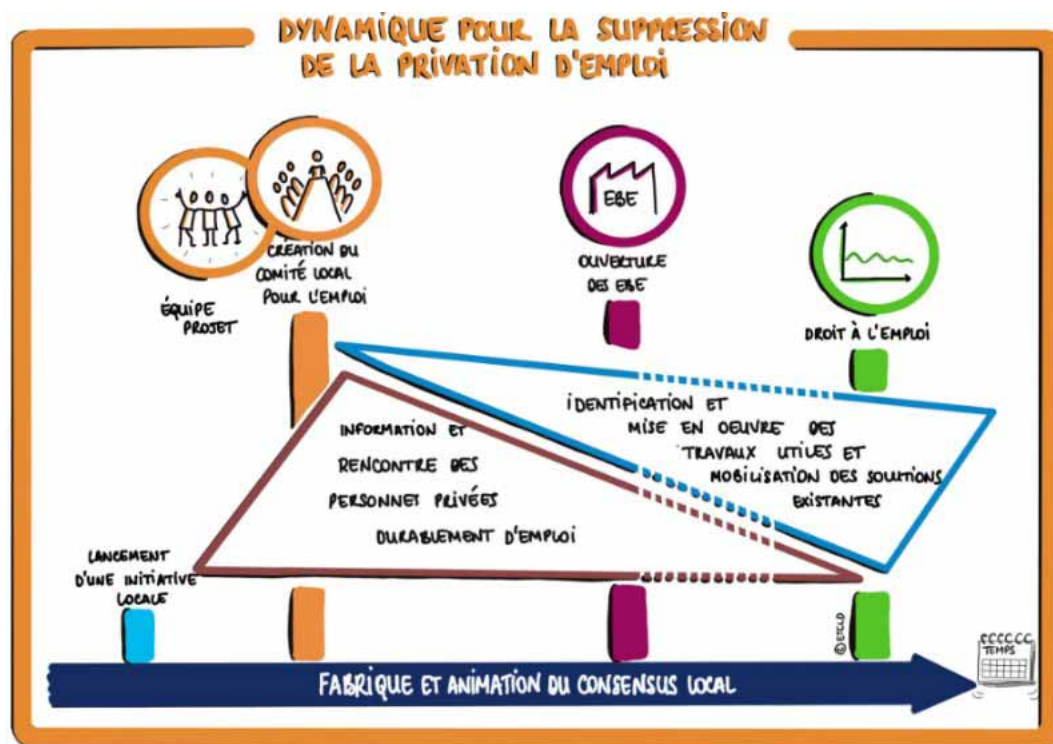 DYNAMIQUE POUR LA SUPPRESSION
DE LA PRIVATION D'EMPLOI
ÉQUIPE
PROJET
CRÉATION DU
COMITÉ LOCAL
POUR L'EMPLOI
EBE
OUVERTURE
DES EBE
DROIT À L'EMPLOI
INFORMATION ET
RENCONTRE DES
PERSONNES PRIVÉES
DURABLEMENT D'EMPLOI
IDENTIFICATION ET
MISE EN OEUVRE DES
TRAVAUX UTILES ET
MOBILISATION DES SOLUTIONS
EXISTANTES
LANCEMENT
D'UNE INITIATIVE
LOCALE
©ETCLD
TEMPS
FABRIQUE ET ANIMATION DU CONSENSUS LOCAL